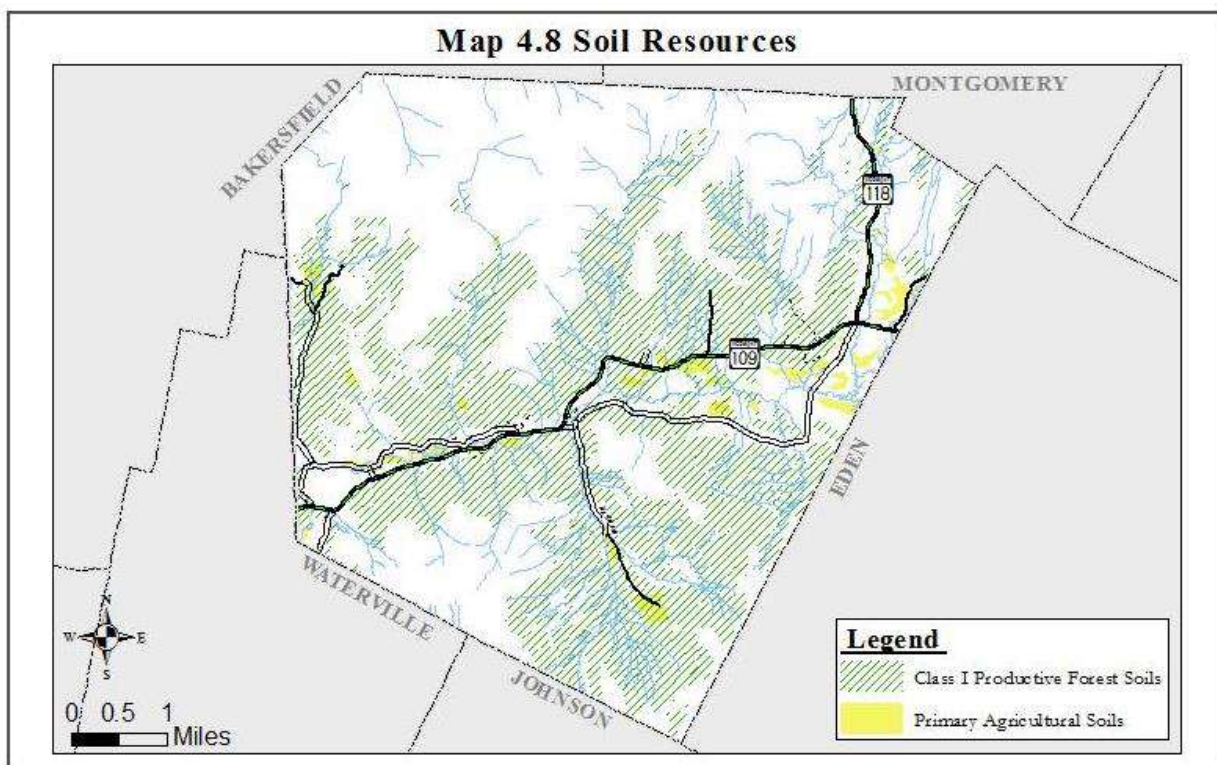 Map 4.8 Soil Resources
BAKERSFIELD
MONTGOMERY
118
109
EDEN
WATERVILLE
JOHNSON
N
W E
S
0 0.5 1
Miles
Legend
Class I Productive Forest Soils
Primary Agricultural Soils